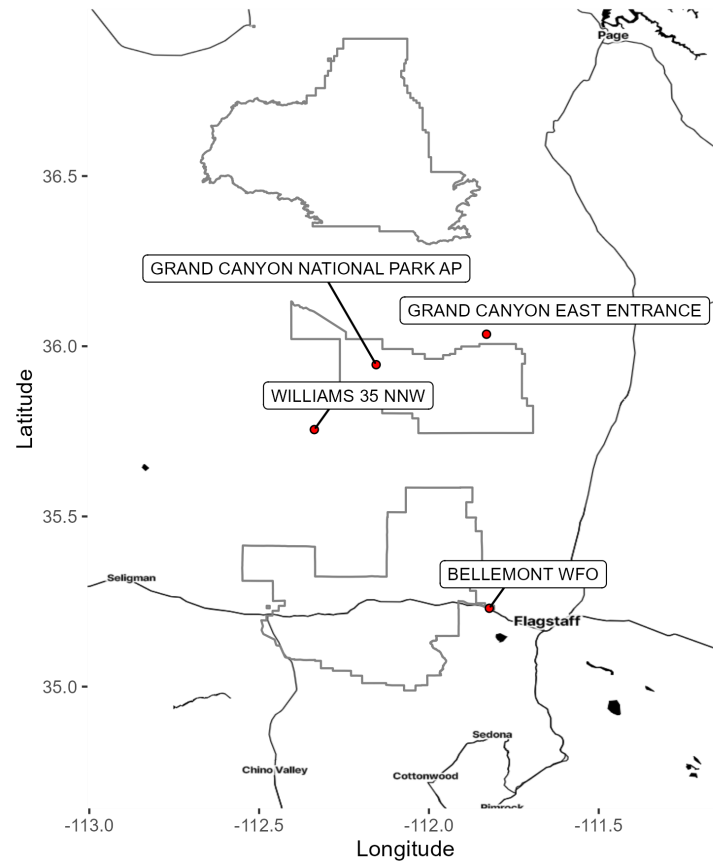 Page
36.5
GRAND CANYON NATIONAL PARK AP
GRAND CANYON EAST ENTRANCE
36.0
WILLIAMS 35 NNW
Latitude
35.5
BELLEMONT WFO
Seligman
Flagstaff
35.0
Sedona
Chino Valley
Cottonwood
Rimrock
-113.0
-112.5
-112.0
-111.5
Longitude